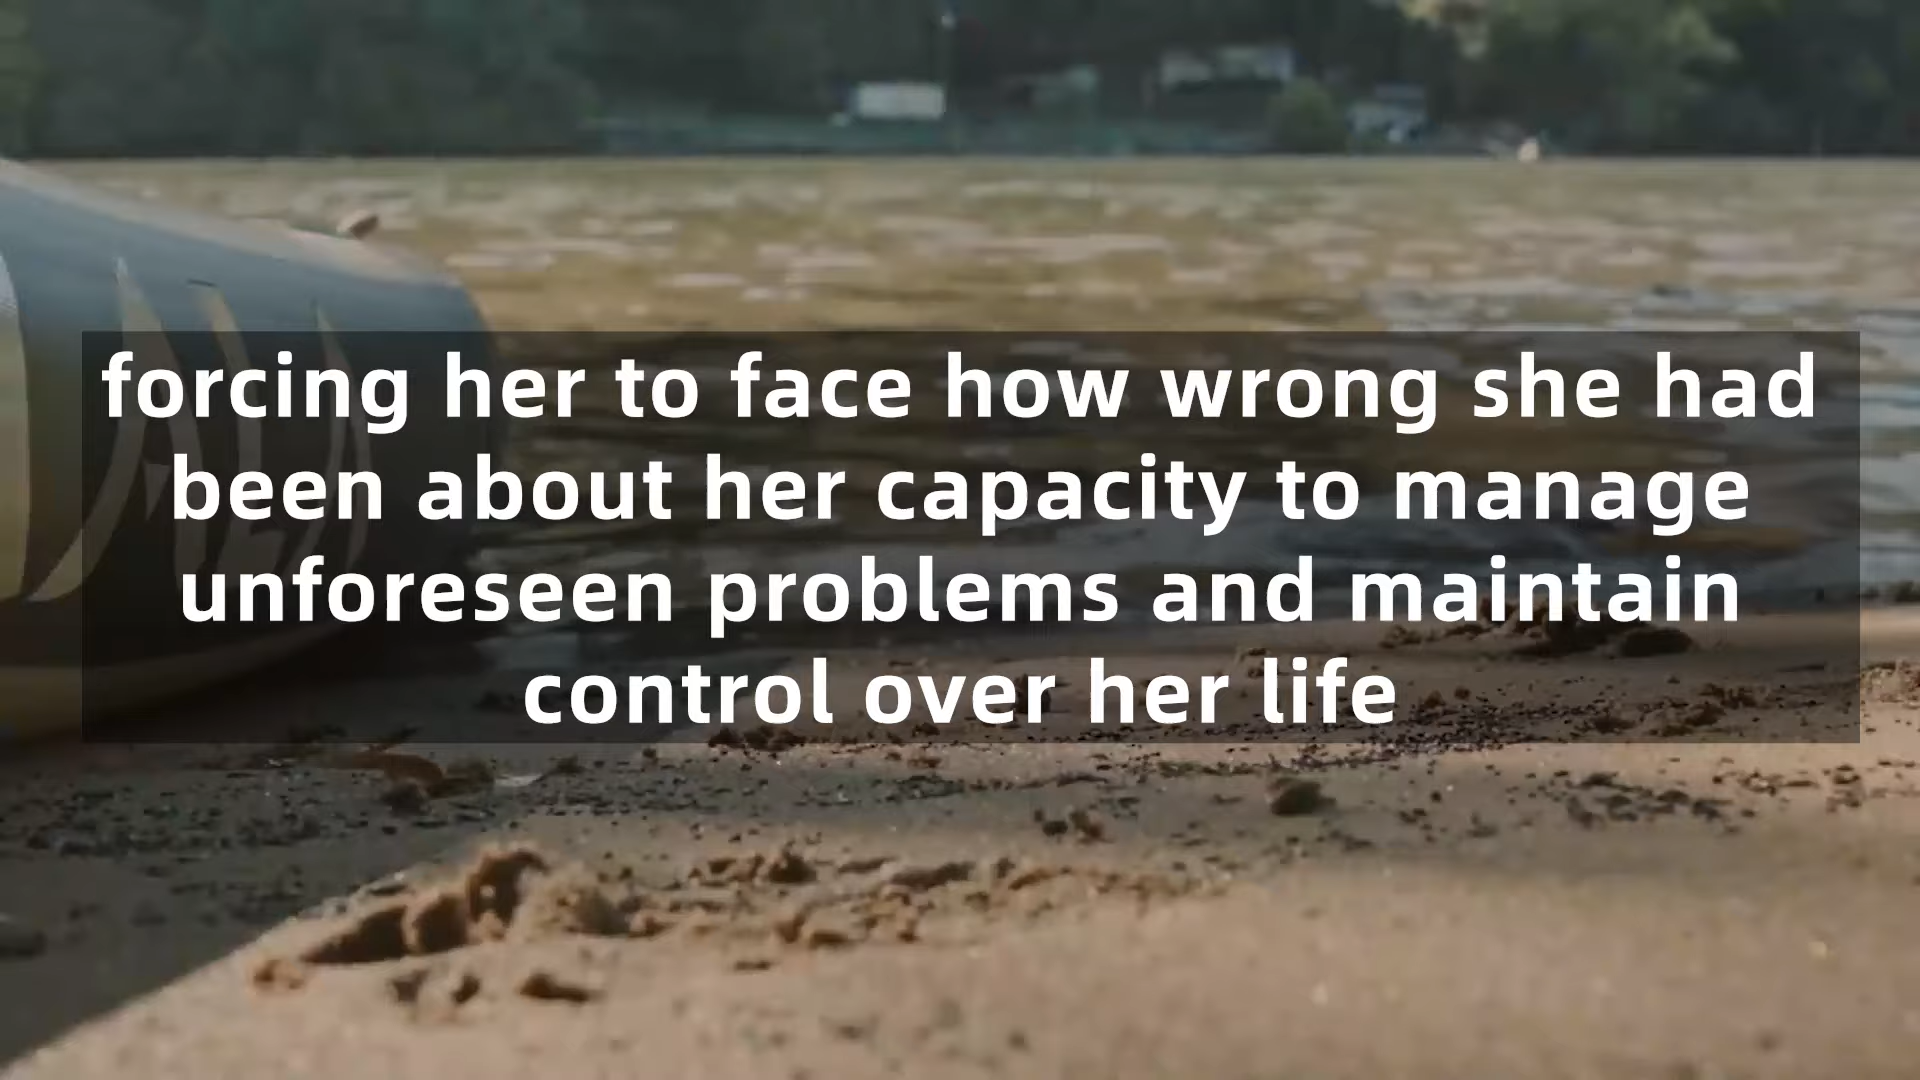 forcing her to face how wrong she had
been about her capacity to manage
unforeseen problems and maintain
control over her life